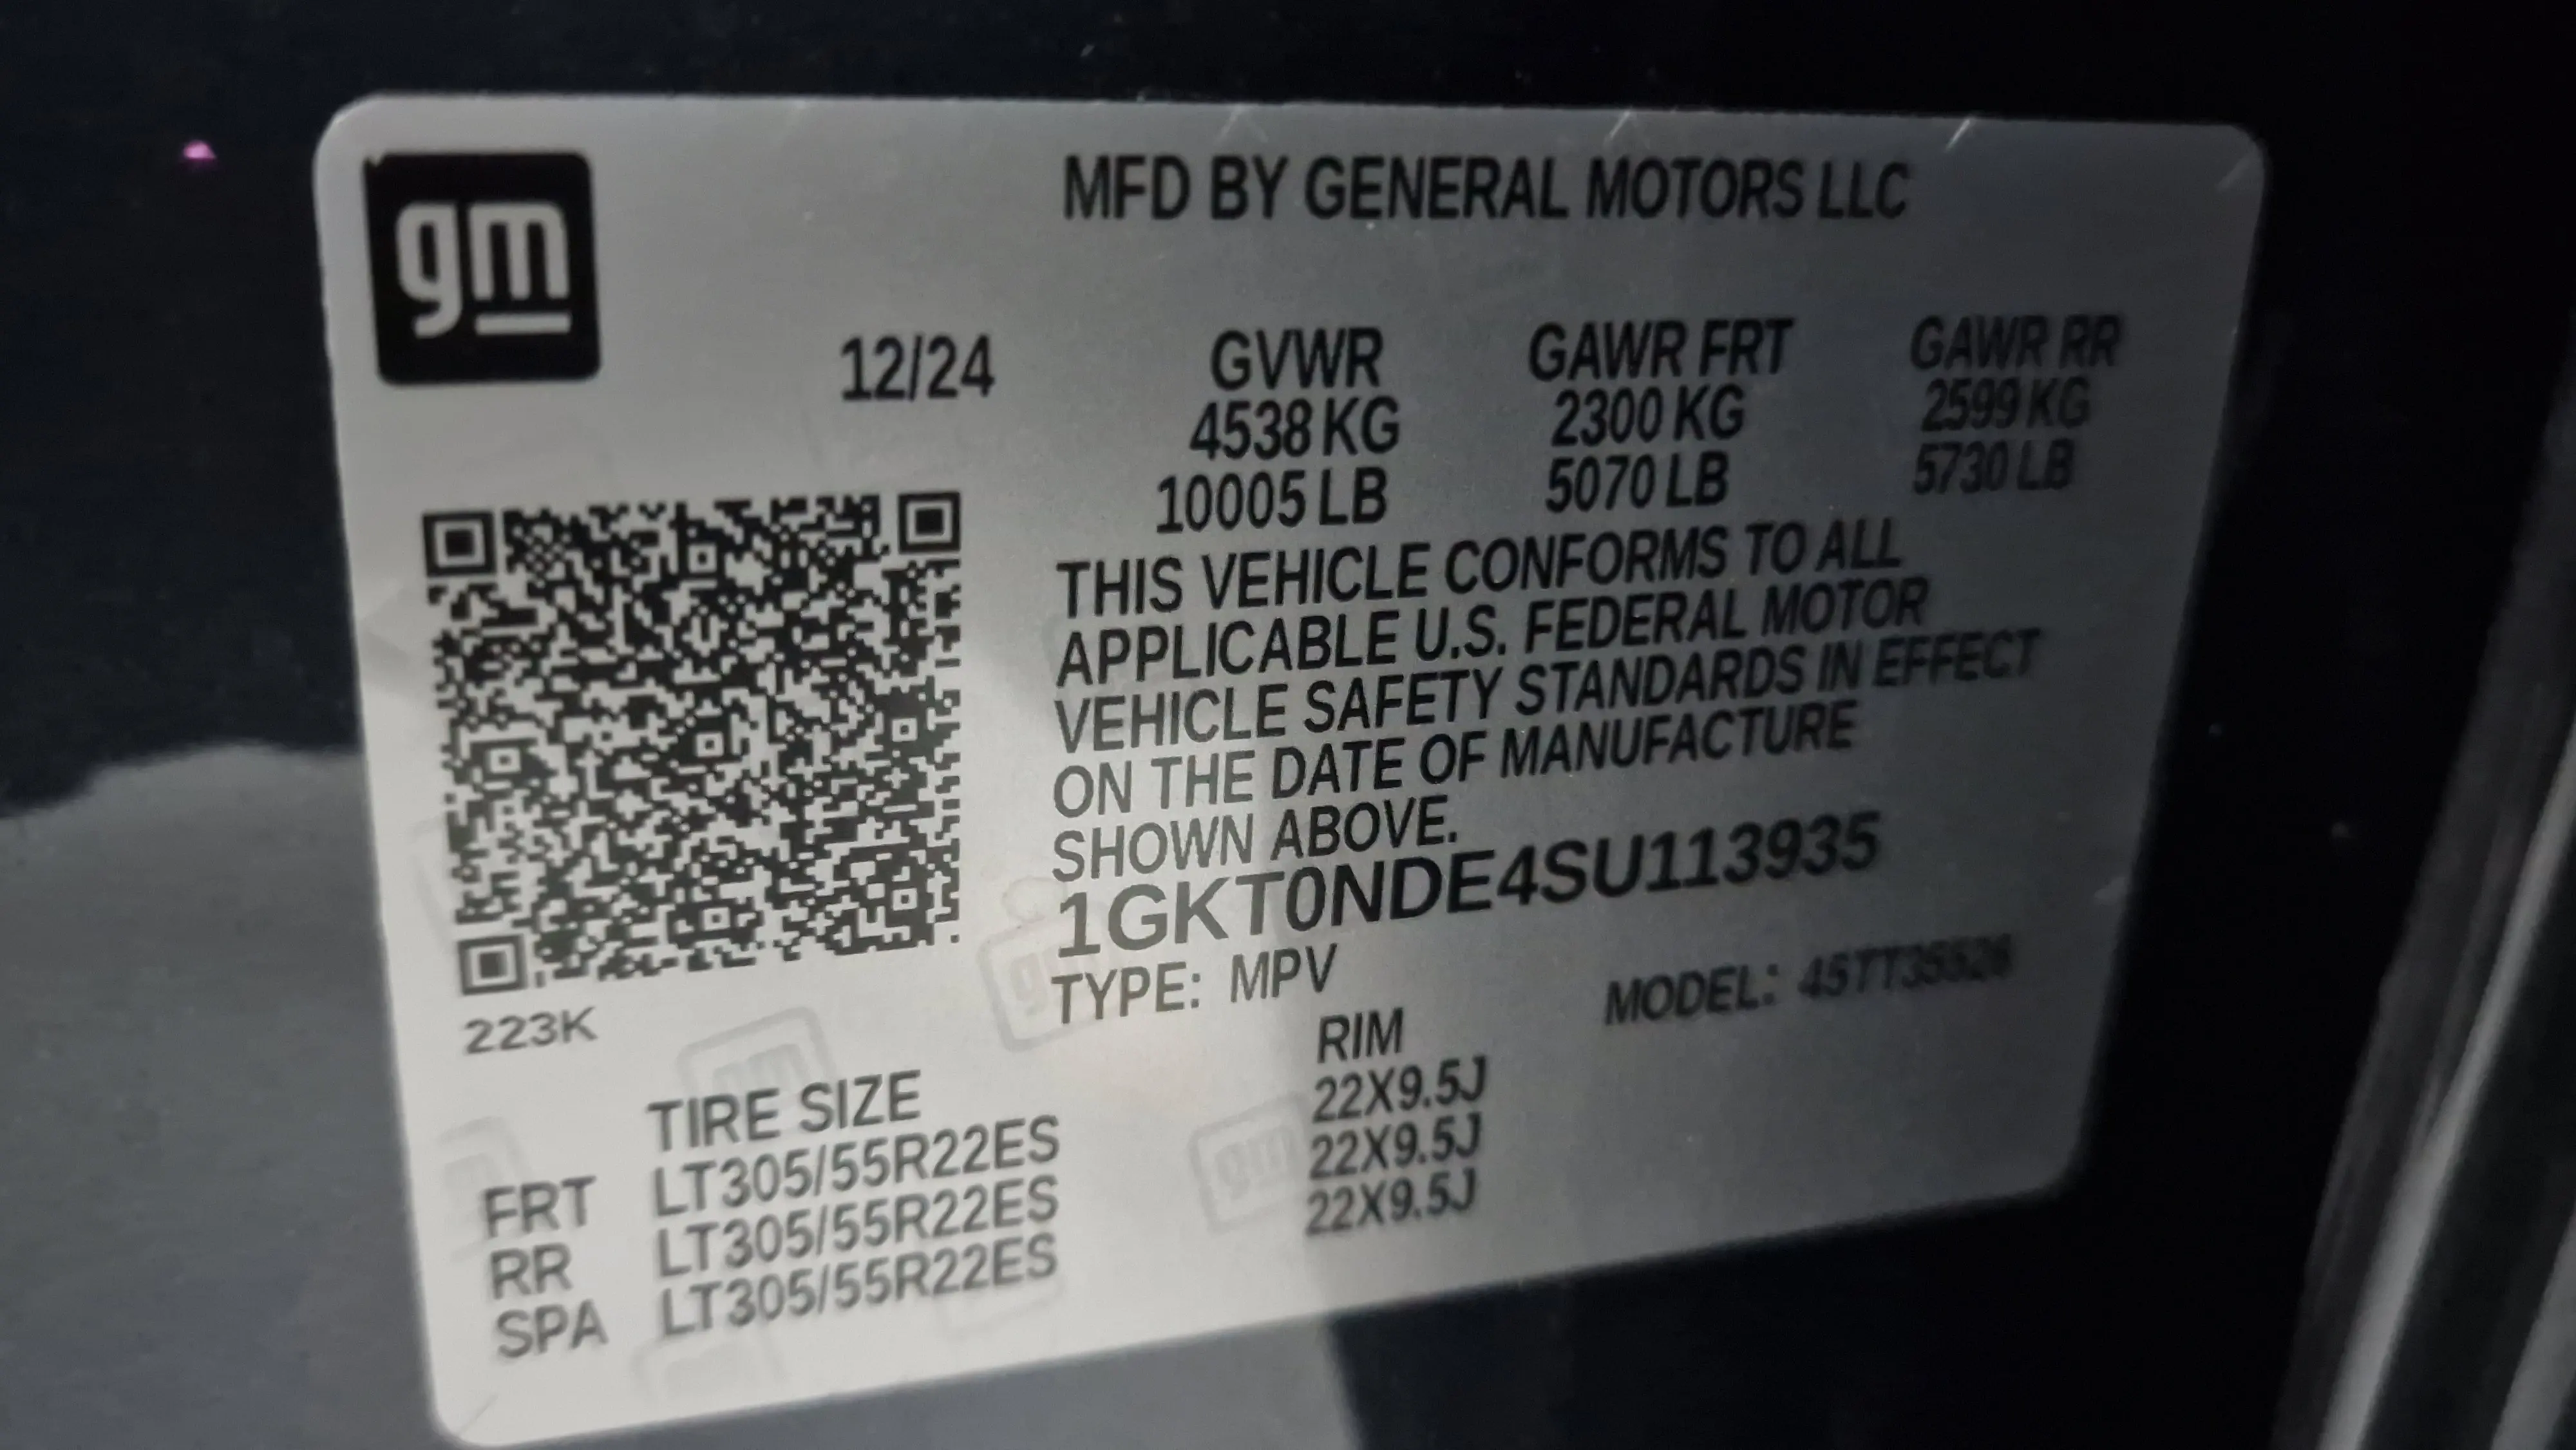 gm
MFD BY GENERAL MOTORS LLC
12/24 GVWR GAWR FRT GAWR RR
4538 KG 2300 KG 2599 KG
10005 LB 5070 LB 5730 LB
THIS VEHICLE CONFORMS TO ALL
APPLICABLE U.S. FEDERAL MOTOR
VEHICLE SAFETY STANDARDS IN EFFECT
ON THE DATE OF MANUFACTURE
SHOWN ABOVE.
1GKT0NDE4SU113935
TYPE: MPV MODEL:
223K
TIRE SIZE RIM
FRT LT305/55R22ES 22X9.5J
RR LT305/55R22ES 22X9.5J
SPA LT305/55R22ES 22X9.5J